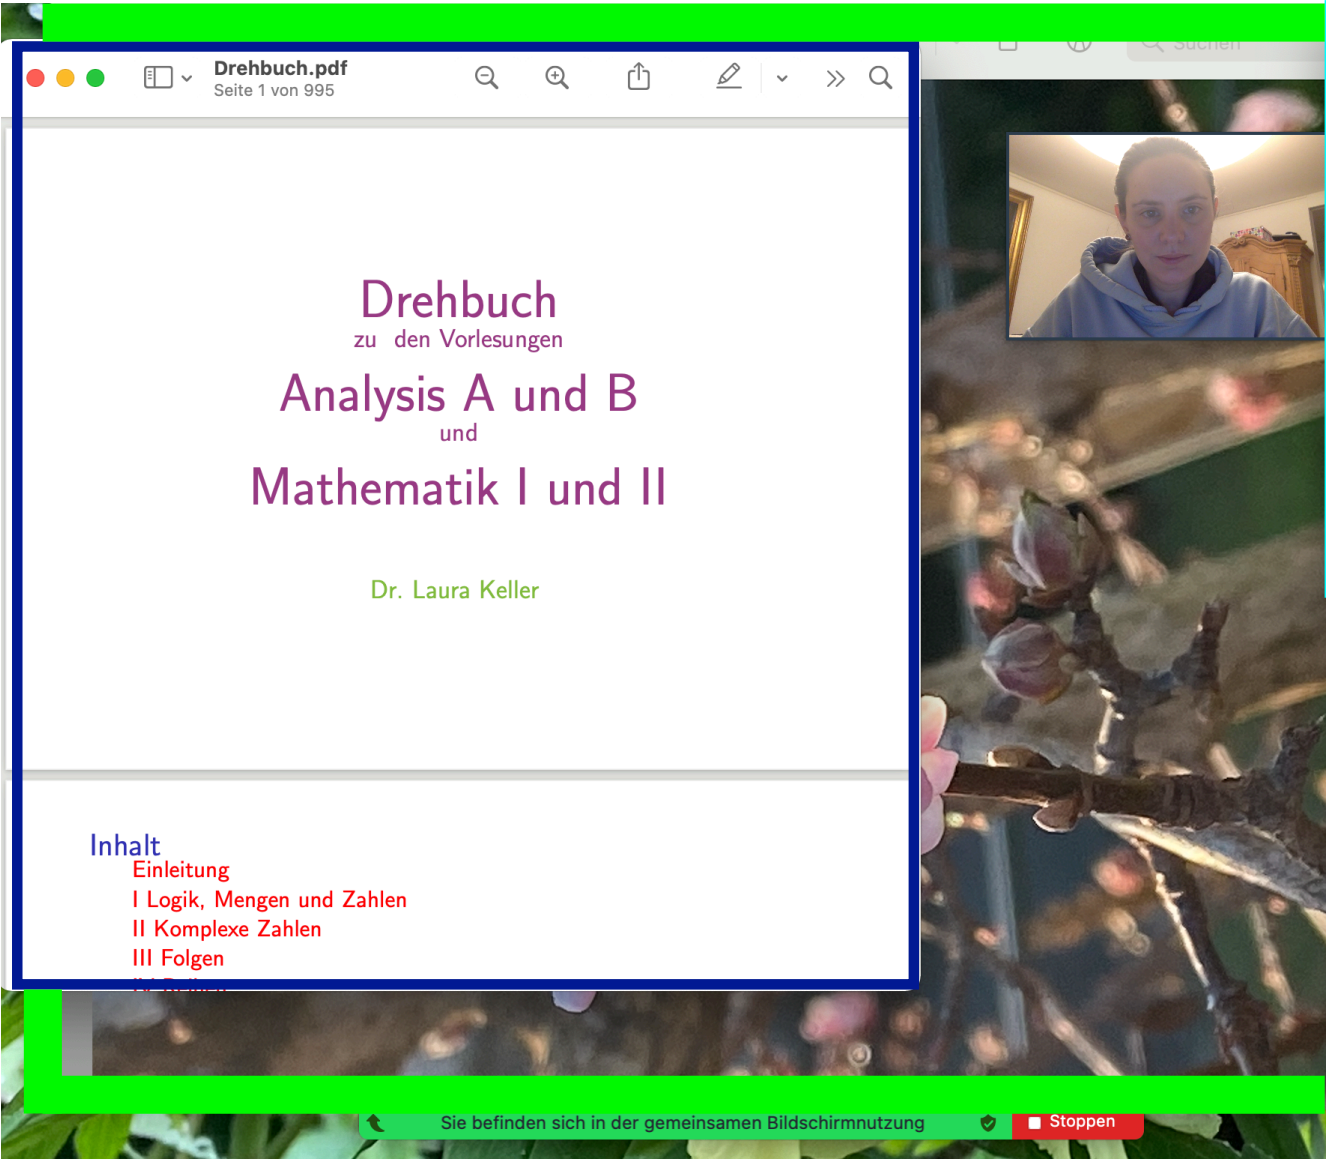 Suchen
Drehbuch.pdf
Seite 1 von 995
Drehbuch
zu den Vorlesungen
Analysis A und B
und
Mathematik I und II
Dr. Laura Keller
Inhalt
Einleitung
I Logik, Mengen und Zahlen
II Komplexe Zahlen
III Folgen
Sie befinden sich in der gemeinsamen Bildschirmnutzung
Stoppen